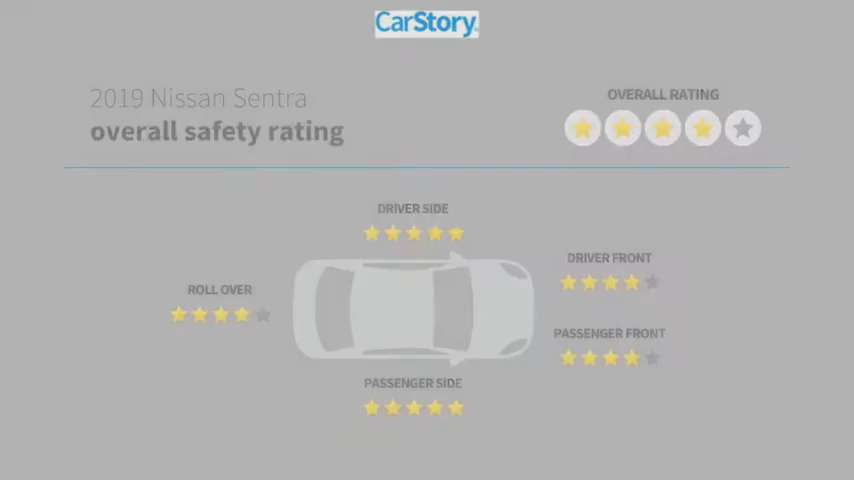 CarStory
2019 Nissan Sentra
overall safety rating
OVERALL RATING
DRIVER SIDE
DRIVER FRONT
ROLL OVER
PASSENGER FRONT
PASSENGER SIDE